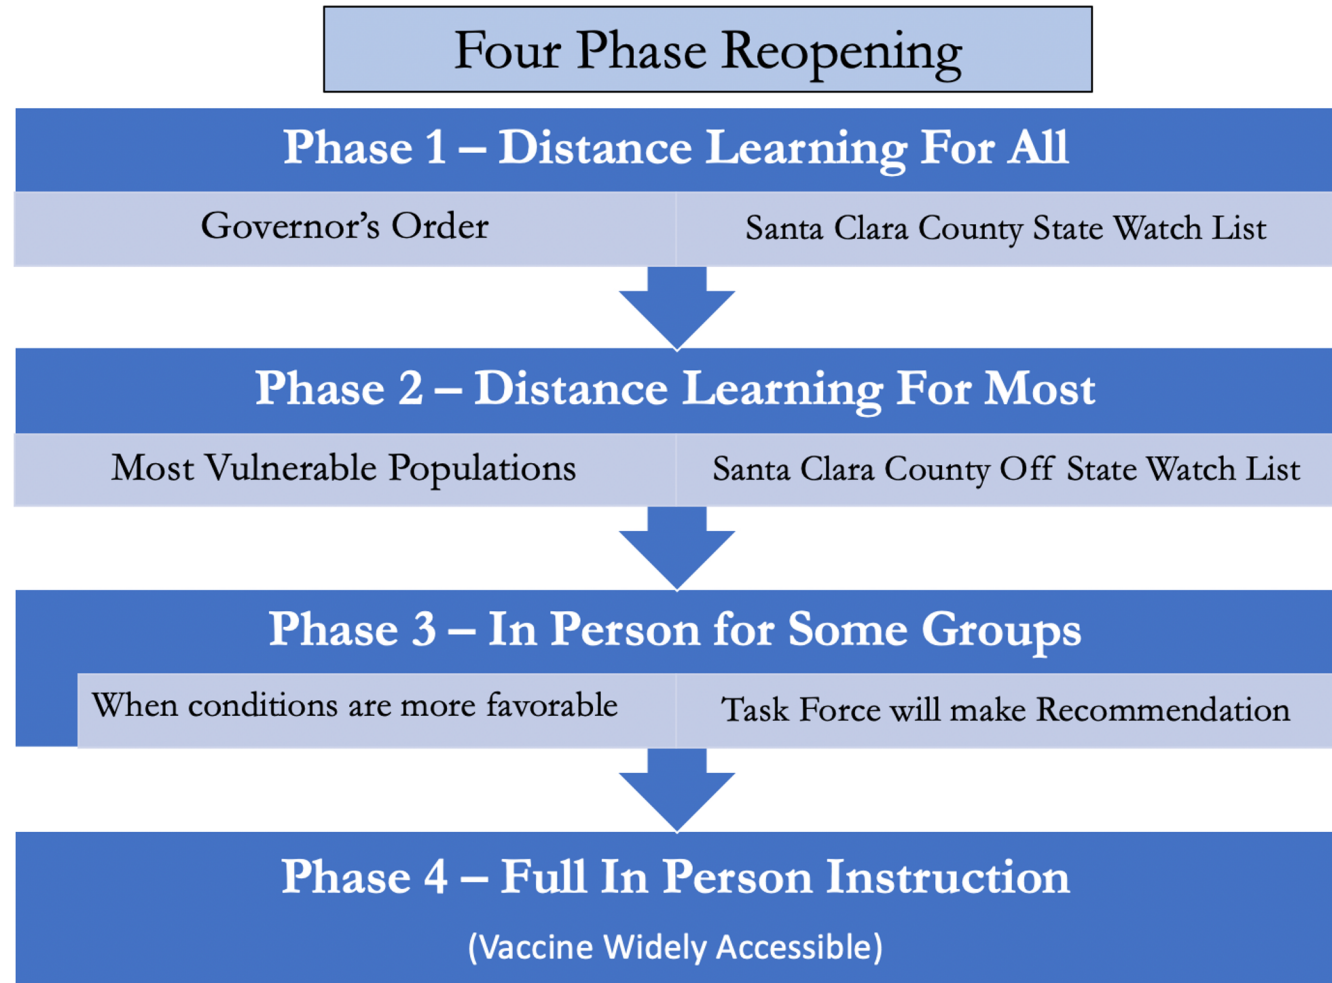 Four Phase Reopening
Phase 1 – Distance Learning For All
Governor’s Order
Santa Clara County State Watch List
Phase 2 – Distance Learning For Most
Most Vulnerable Populations
Santa Clara County Off State Watch List
Phase 3 – In Person for Some Groups
When conditions are more favorable
Task Force will make Recommendation
Phase 4 – Full In Person Instruction
(Vaccine Widely Accessible)